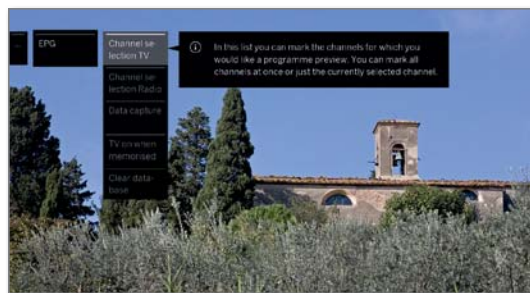 EPG
Channel se-
lection TV
In this list you can mark the channels for which you
would like a programme preview. You can mark all
channels at once or just the currently selected channel.
Channel se-
lection Radio
Data capture
TV on when
memorised
Clear data-
base